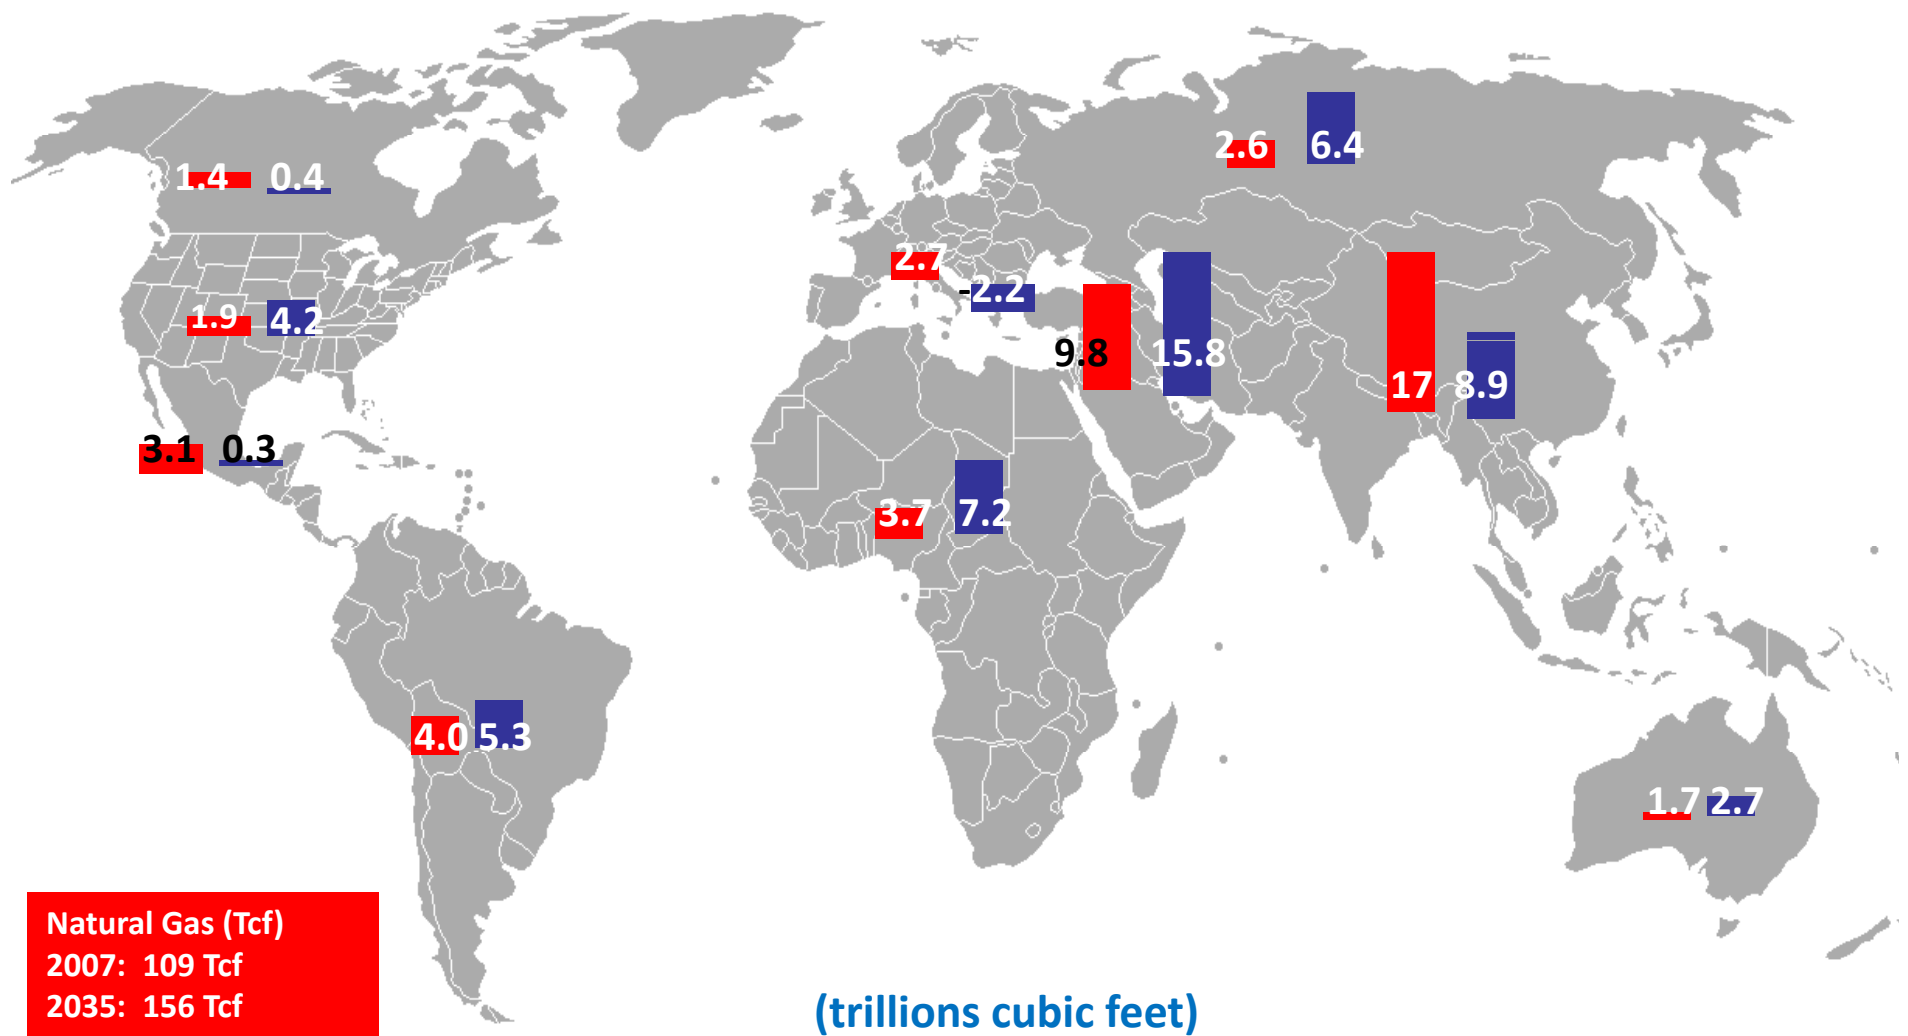 2.6 6.4
1.4 0.4
2.7
-2.2
1.9 4.2
9.8 15.8
17 8.9
3.1 0.3
3.7 7.2
4.0 5.3
1.7 2.7
Natural Gas (Tcf)
2007: 109 Tcf
2035: 156 Tcf
(trillions cubic feet)